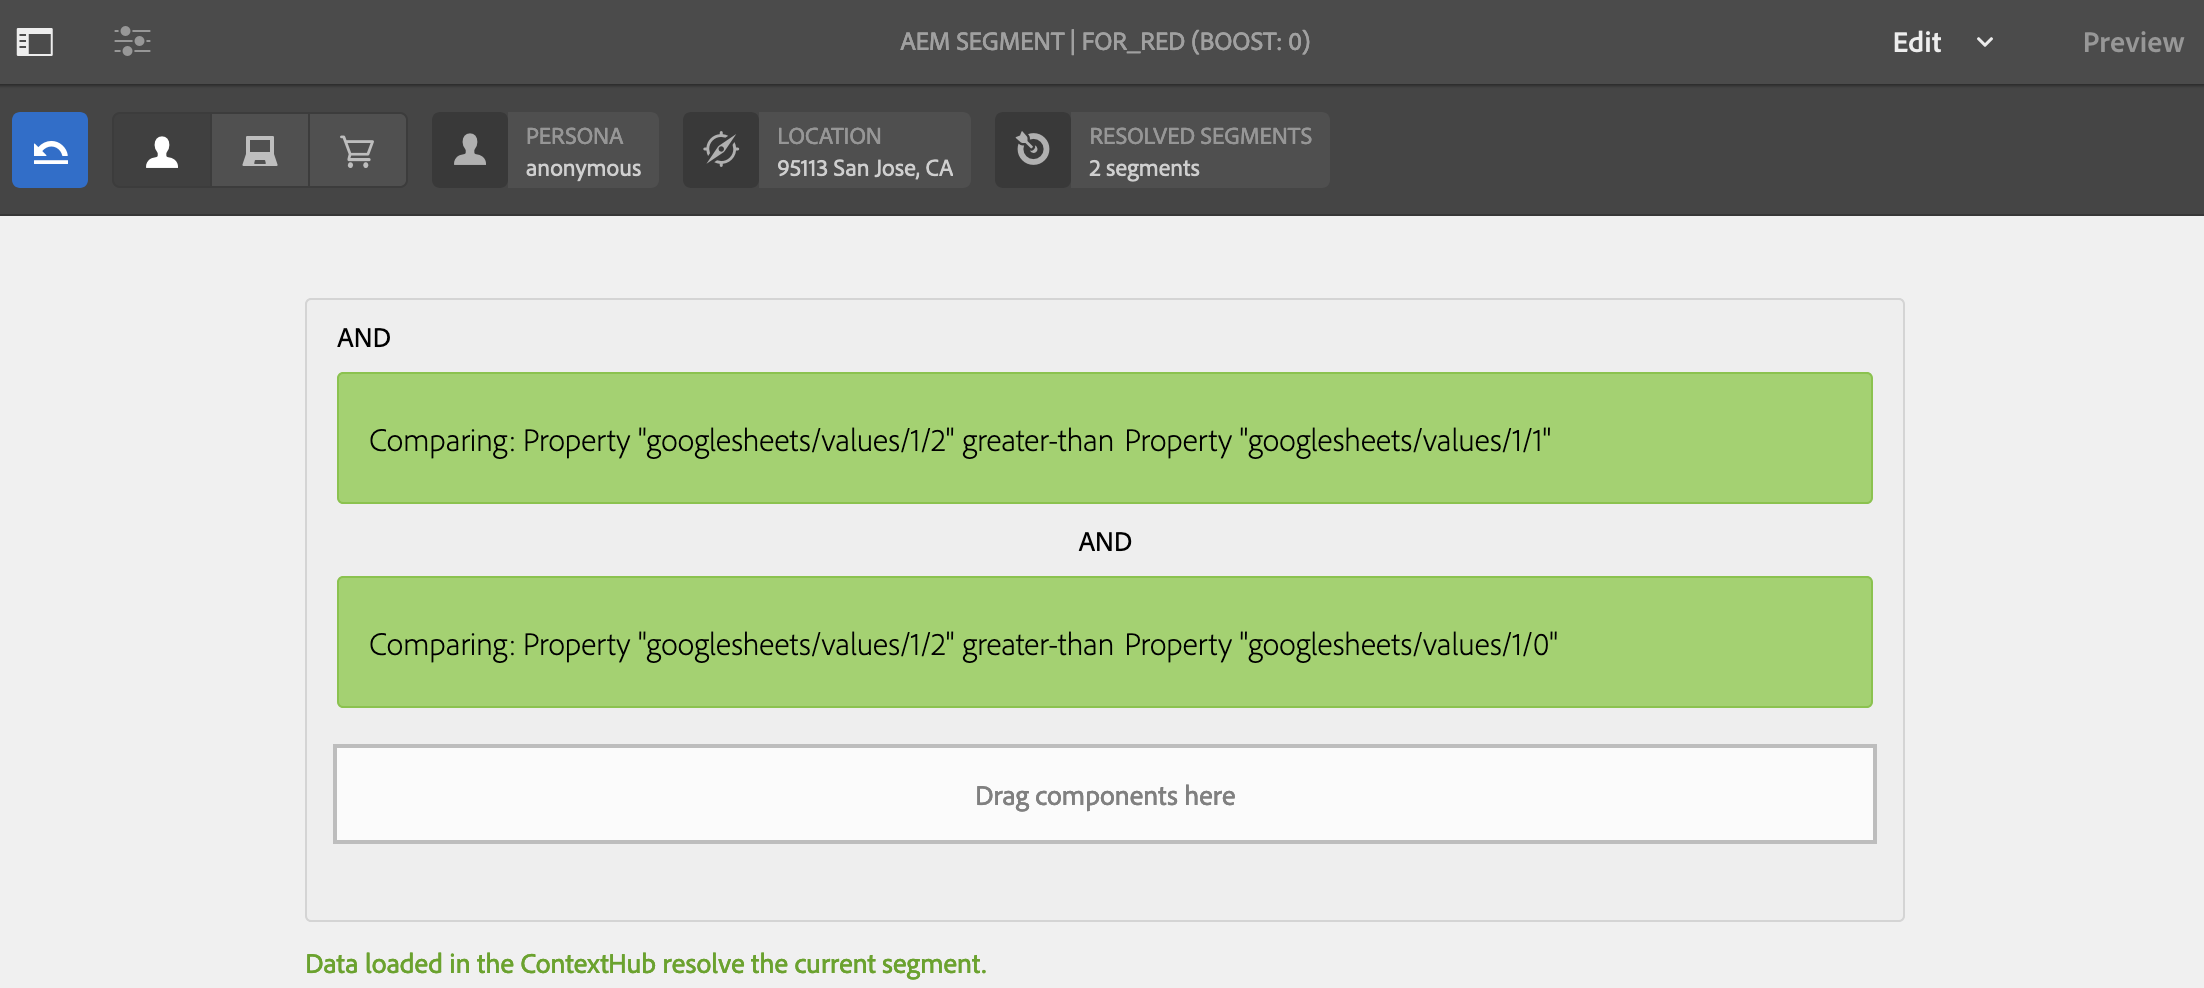 AEM SEGMENT | FOR_RED (BOOST: 0)
Edit
Preview
PERSONA
anonymous
LOCATION
95113 San Jose, CA
RESOLVED SEGMENTS
2 segments
AND
Comparing: Property "googlesheets/values/1/2" greater-than Property "googlesheets/values/1/1"
AND
Comparing: Property "googlesheets/values/1/2" greater-than Property "googlesheets/values/1/0"
Drag components here
Data loaded in the ContextHub resolve the current segment.